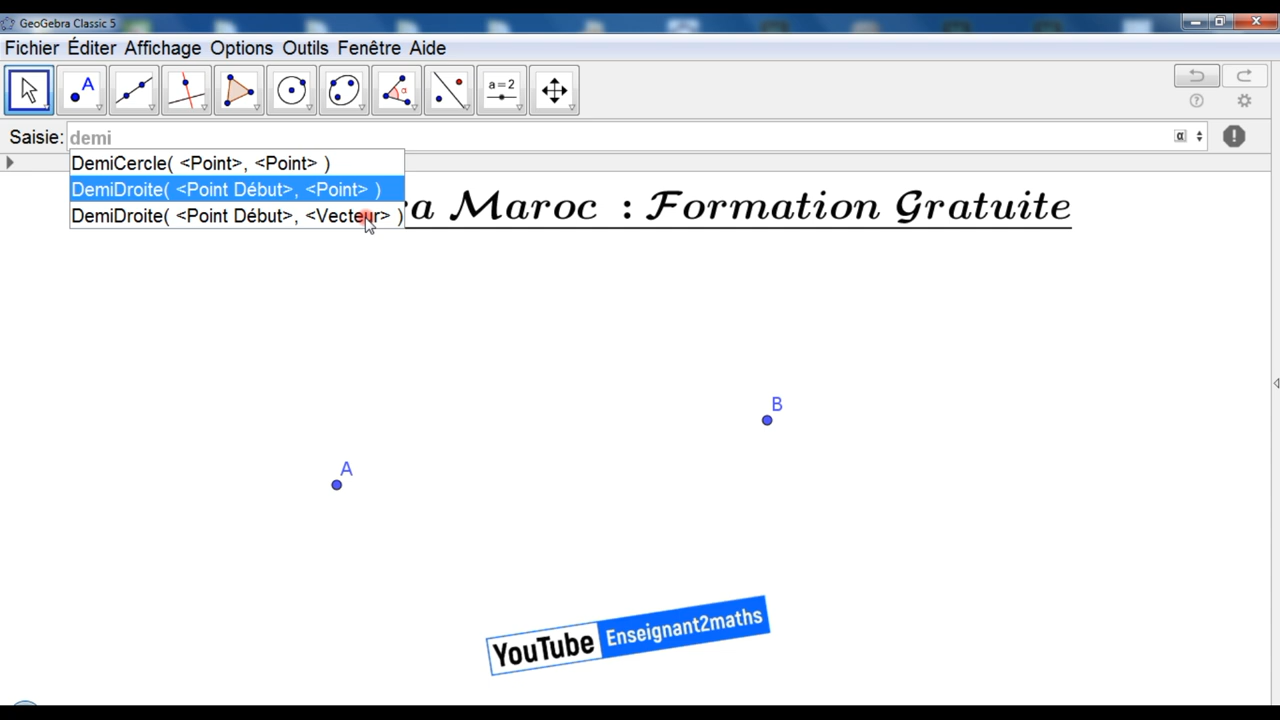 GeoGebra Classic 5
Fichier Éditer Affichage Options Outils Fenêtre Aide
A
α
a=2
Saisie: demi
α
DemiCercle( <Point>, <Point> )
DemiDroite( <Point Début>, <Point> )
DemiDroite( <Point Début>, <Vecteur> )
ra Maroc : Formation Gratuite
B
A
YouTube Enseignant2maths